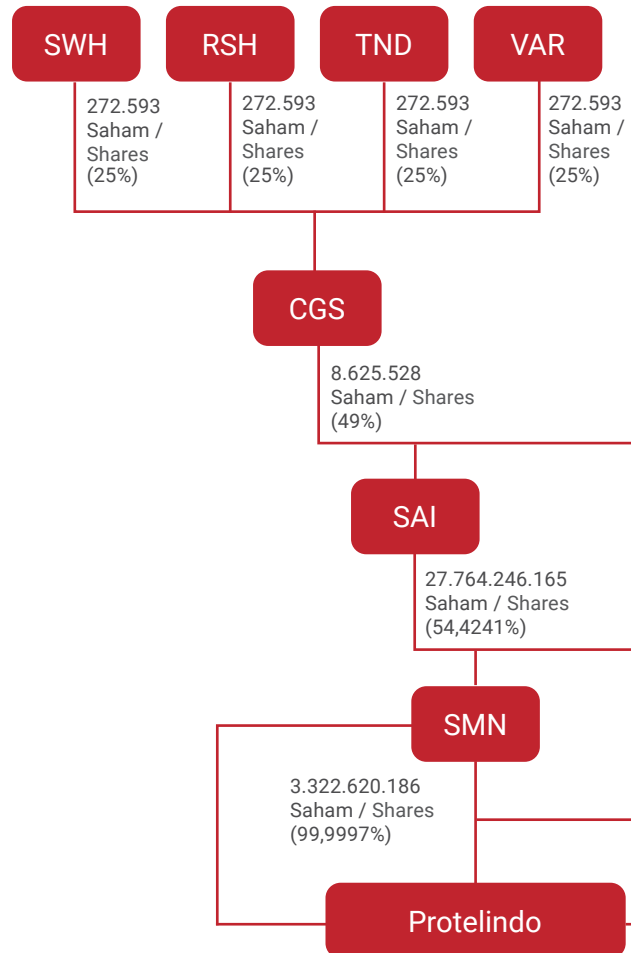 SWH
RSH
TND
VAR
272.593
Saham /
Shares
(25%)
272.593
Saham /
Shares
(25%)
272.593
Saham /
Shares
(25%)
272.593
Saham /
Shares
(25%)
CGS
8.625.528
Saham / Shares
(49%)
SAI
27.764.246.165
Saham / Shares
(54,4241%)
SMN
3.322.620.186
Saham / Shares
(99,9997%)
Protelindo